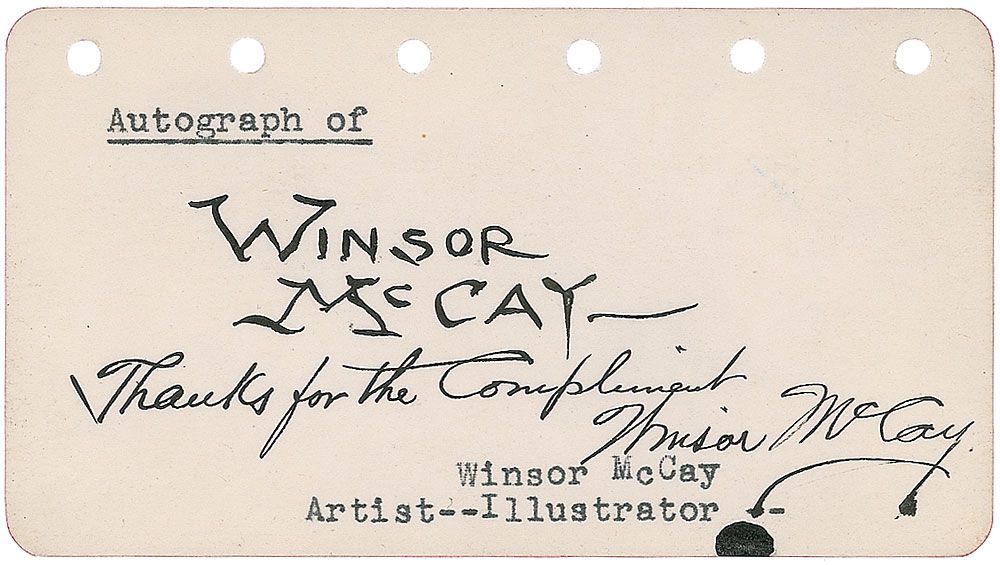 Autograph of
WINSOR
McCAY
Thanks for the Compliment
Winsor McCay
Winsor McCay
Artist--Illustrator --